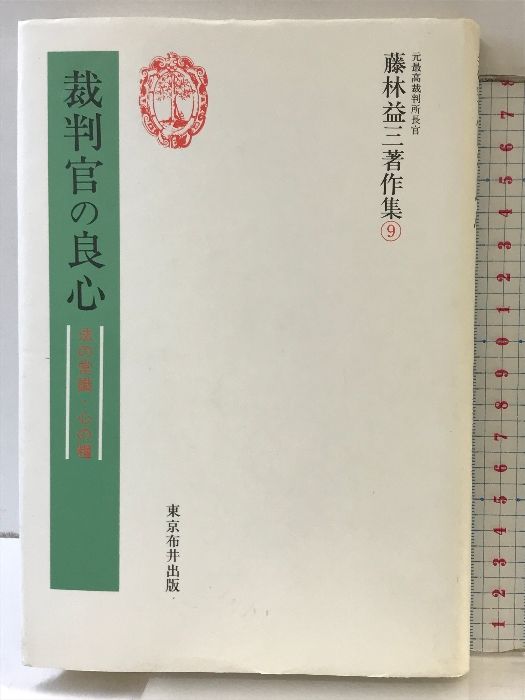 元最高裁判所長官
藤林益三著作集⑨
裁判官の良心
法の常識・心の糧
東京布井出版